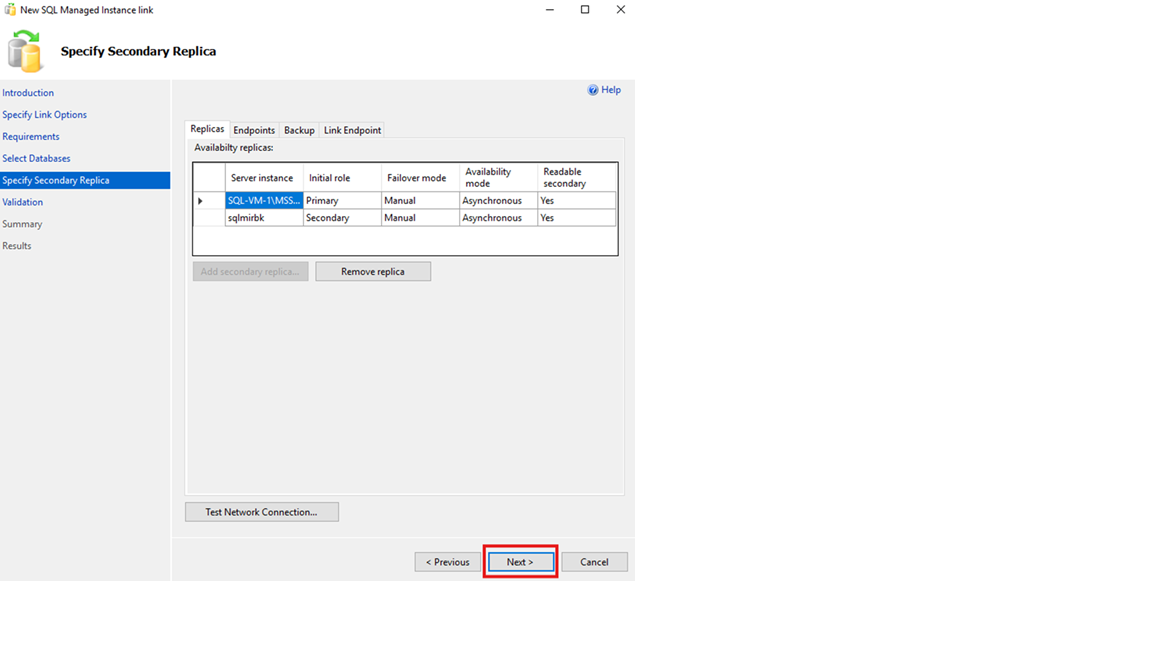 New SQL Managed Instance link
Specify Secondary Replica
Help
Introduction
Specify Link Options
Requirements
Select Databases
Specify Secondary Replica
Validation
Summary
Results
Replicas Endpoints Backup Link Endpoint
Availabilty replicas:
Server instance Initial role Failover mode Availability mode Readable secondary
SQL-VM-1\MSS... Primary Manual Asynchronous Yes
sqlmirbk Secondary Manual Asynchronous Yes
Add secondary replica... Remove replica
Test Network Connection...
< Previous Next > Cancel